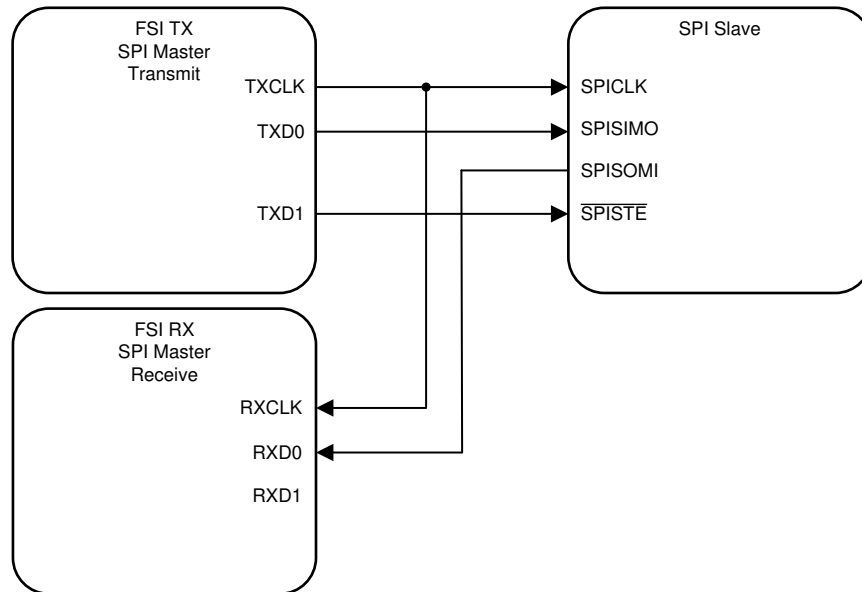 FSI TX
SPI Master
Transmit
TXCLK
TXD0
TXD1
SPI Slave
SPICLK
SPISIMO
SPISOMI
SPISTE
FSI RX
SPI Master
Receive
RXCLK
RXD0
RXD1